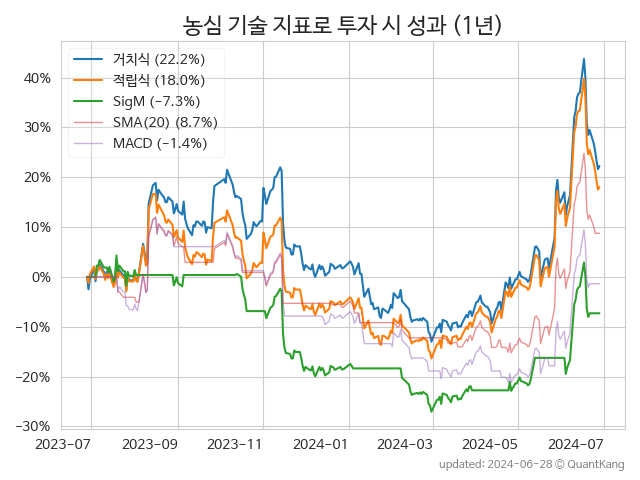 농심 기술 지표로 투자 시 성과 (1년)
거치식 (22.2%)
적립식 (18.0%)
SigM (−7.3%)
SMA(20) (8.7%)
MACD (−1.4%)
40%
30%
20%
10%
0%
−10%
−20%
−30%
2023-07 2023-09 2023-11 2024-01 2024-03 2024-05 2024-07
updated: 2024-06-28 © QuantKang